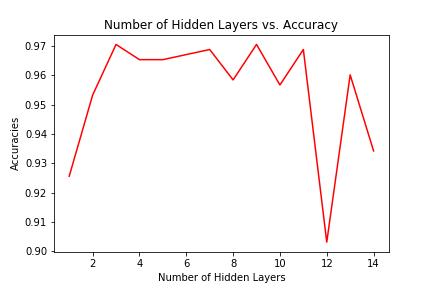 Number of Hidden Layers vs. Accuracy
0.97
0.96
0.95
0.94
0.93
0.92
0.91
0.90
Accuracies
2 4 6 8 10 12 14
Number of Hidden Layers